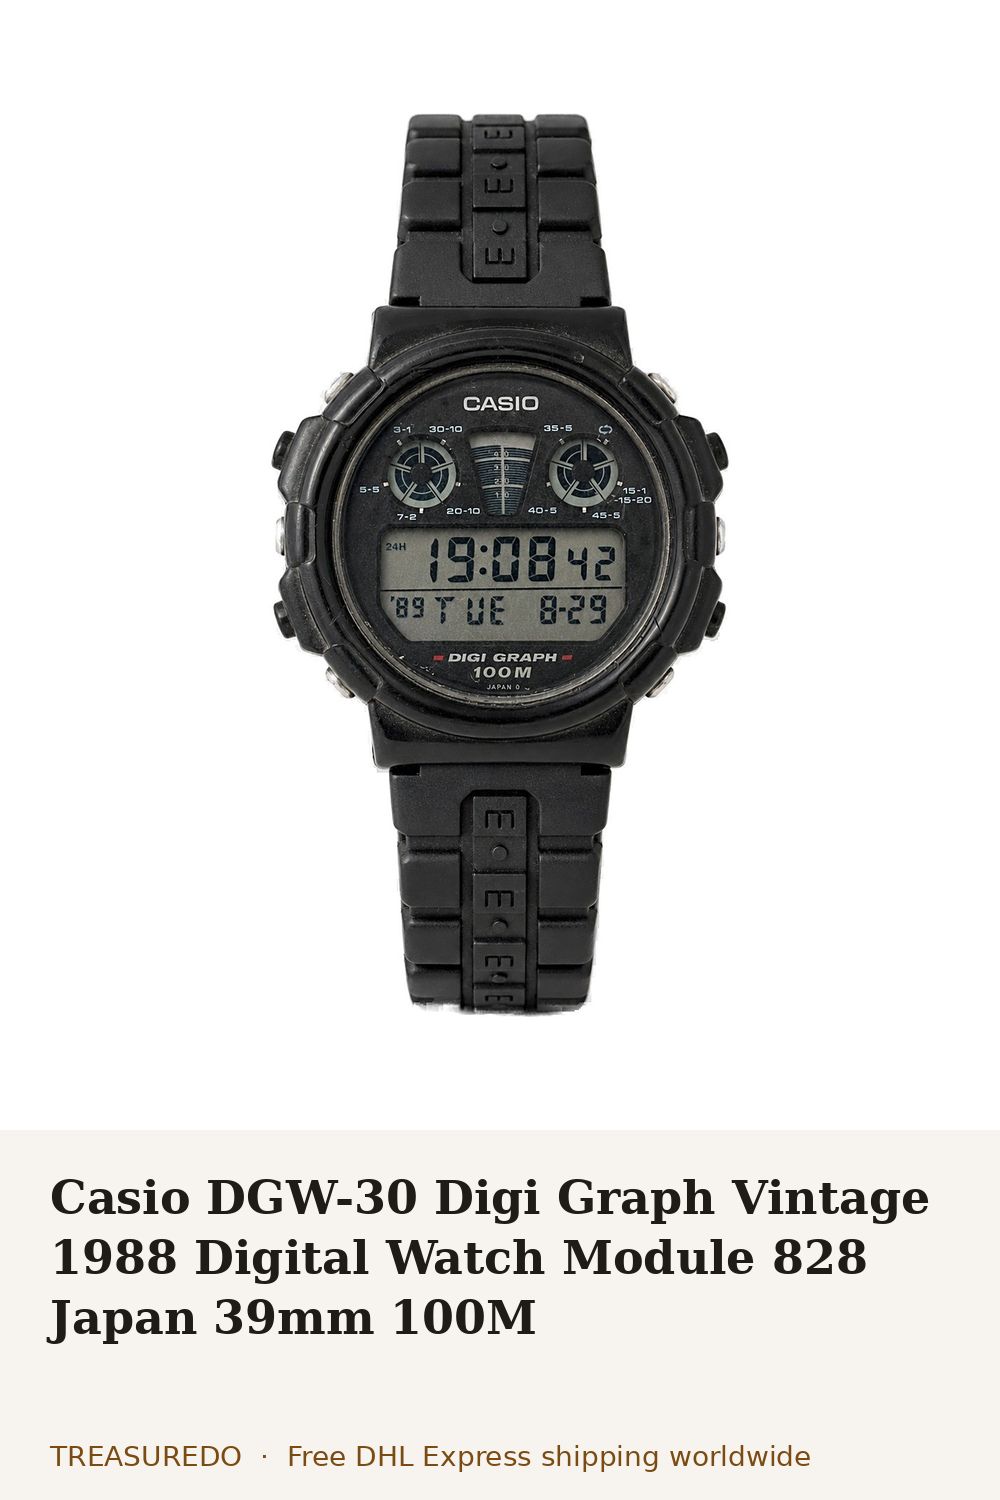 CASIO
3-1 30-10 35-5
5-5 15-1
15-20
7-2 20-10 40-5 45-5
24H 19:08 42
'89 TUE 8-29
DIGI GRAPH
100M
JAPAN 0
Casio DGW-30 Digi Graph Vintage
1988 Digital Watch Module 828
Japan 39mm 100M
TREASUREDO · Free DHL Express shipping worldwide